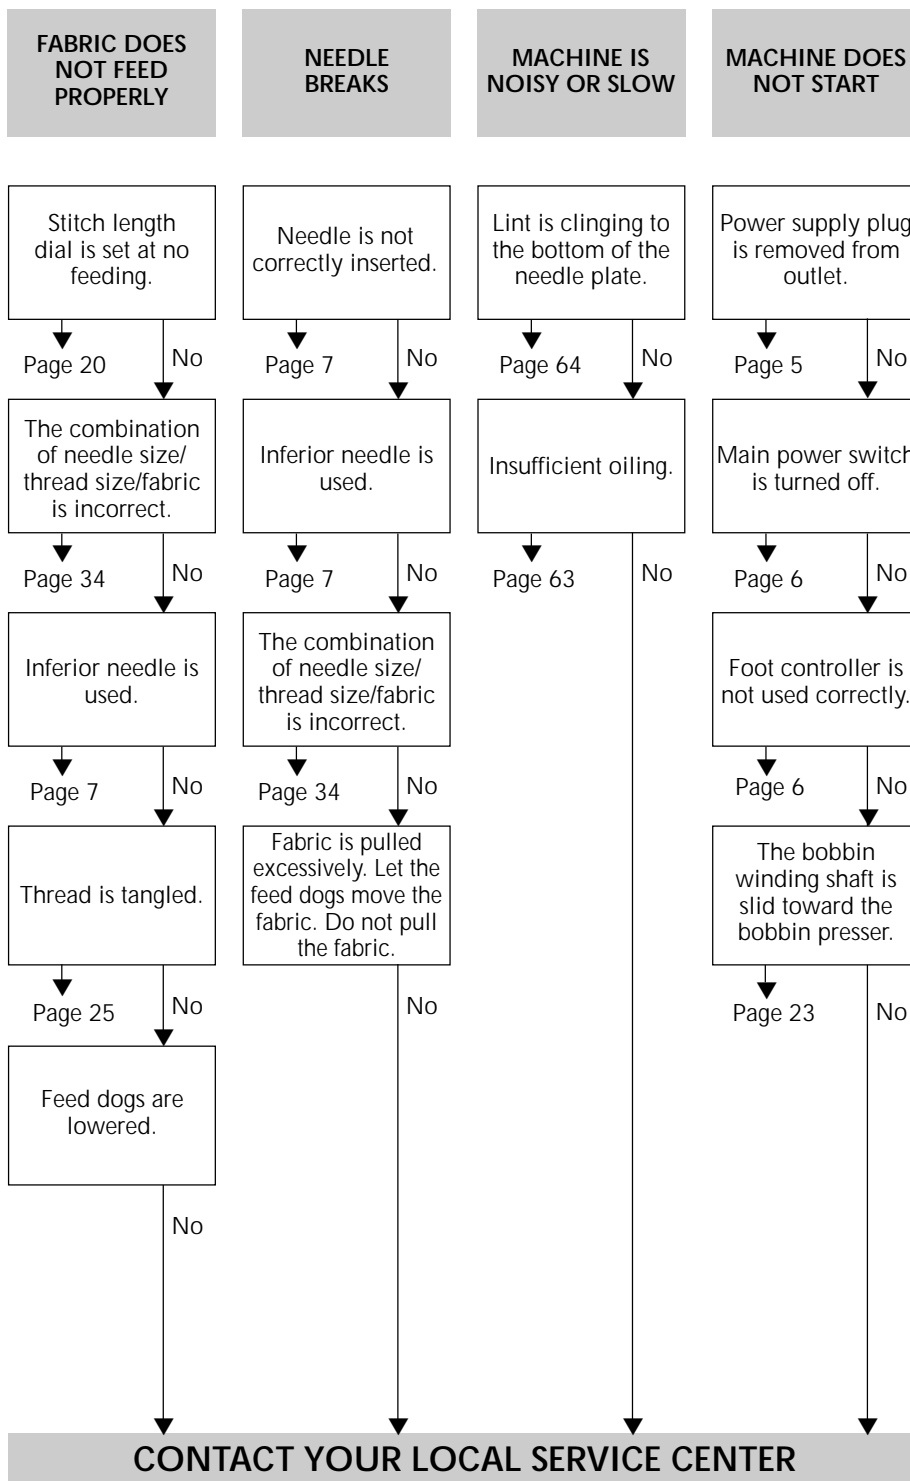 FABRIC DOES
NOT FEED
PROPERLY
NEEDLE
BREAKS
MACHINE IS
NOISY OR SLOW
MACHINE DOES
NOT START
Stitch length
dial is set at no
feeding.
Page 20
No
The combination
of needle size/
thread size/fabric
is incorrect.
Page 34
No
Inferior needle is
used.
Page 7
No
Thread is tangled.
Page 25
No
Feed dogs are
lowered.
No
Needle is not
correctly inserted.
Page 7
No
Inferior needle is
used.
Page 7
No
The combination
of needle size/
thread size/fabric
is incorrect.
Page 34
No
Fabric is pulled
excessively. Let the
feed dogs move the
fabric. Do not pull
the fabric.
No
Lint is clinging to
the bottom of the
needle plate.
Page 64
No
Insufficient oiling.
Page 63
No
Power supply plug
is removed from
outlet.
Page 5
No
Main power switch
is turned off.
Page 6
No
Foot controller is
not used correctly.
Page 6
No
The bobbin
winding shaft is
slid toward the
bobbin presser.
Page 23
No
CONTACT YOUR LOCAL SERVICE CENTER